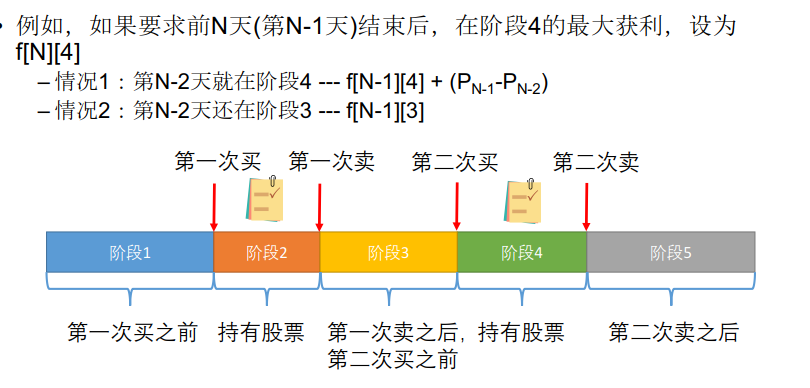 • 例如，如果要求前N天(第N-1天)结束后，在阶段4的最大获利，设为
f[N][4]
– 情况1：第N-2天就在阶段4 --- f[N-1][4] + (PN-1-PN-2)
– 情况2：第N-2天还在阶段3 --- f[N-1][3]
第一次买 第一次卖 第二次买 第二次卖
阶段1 阶段2 阶段3 阶段4 阶段5
第一次买之前 持有股票 第一次卖之后，持有股票 第二次卖之后
第二次买之前